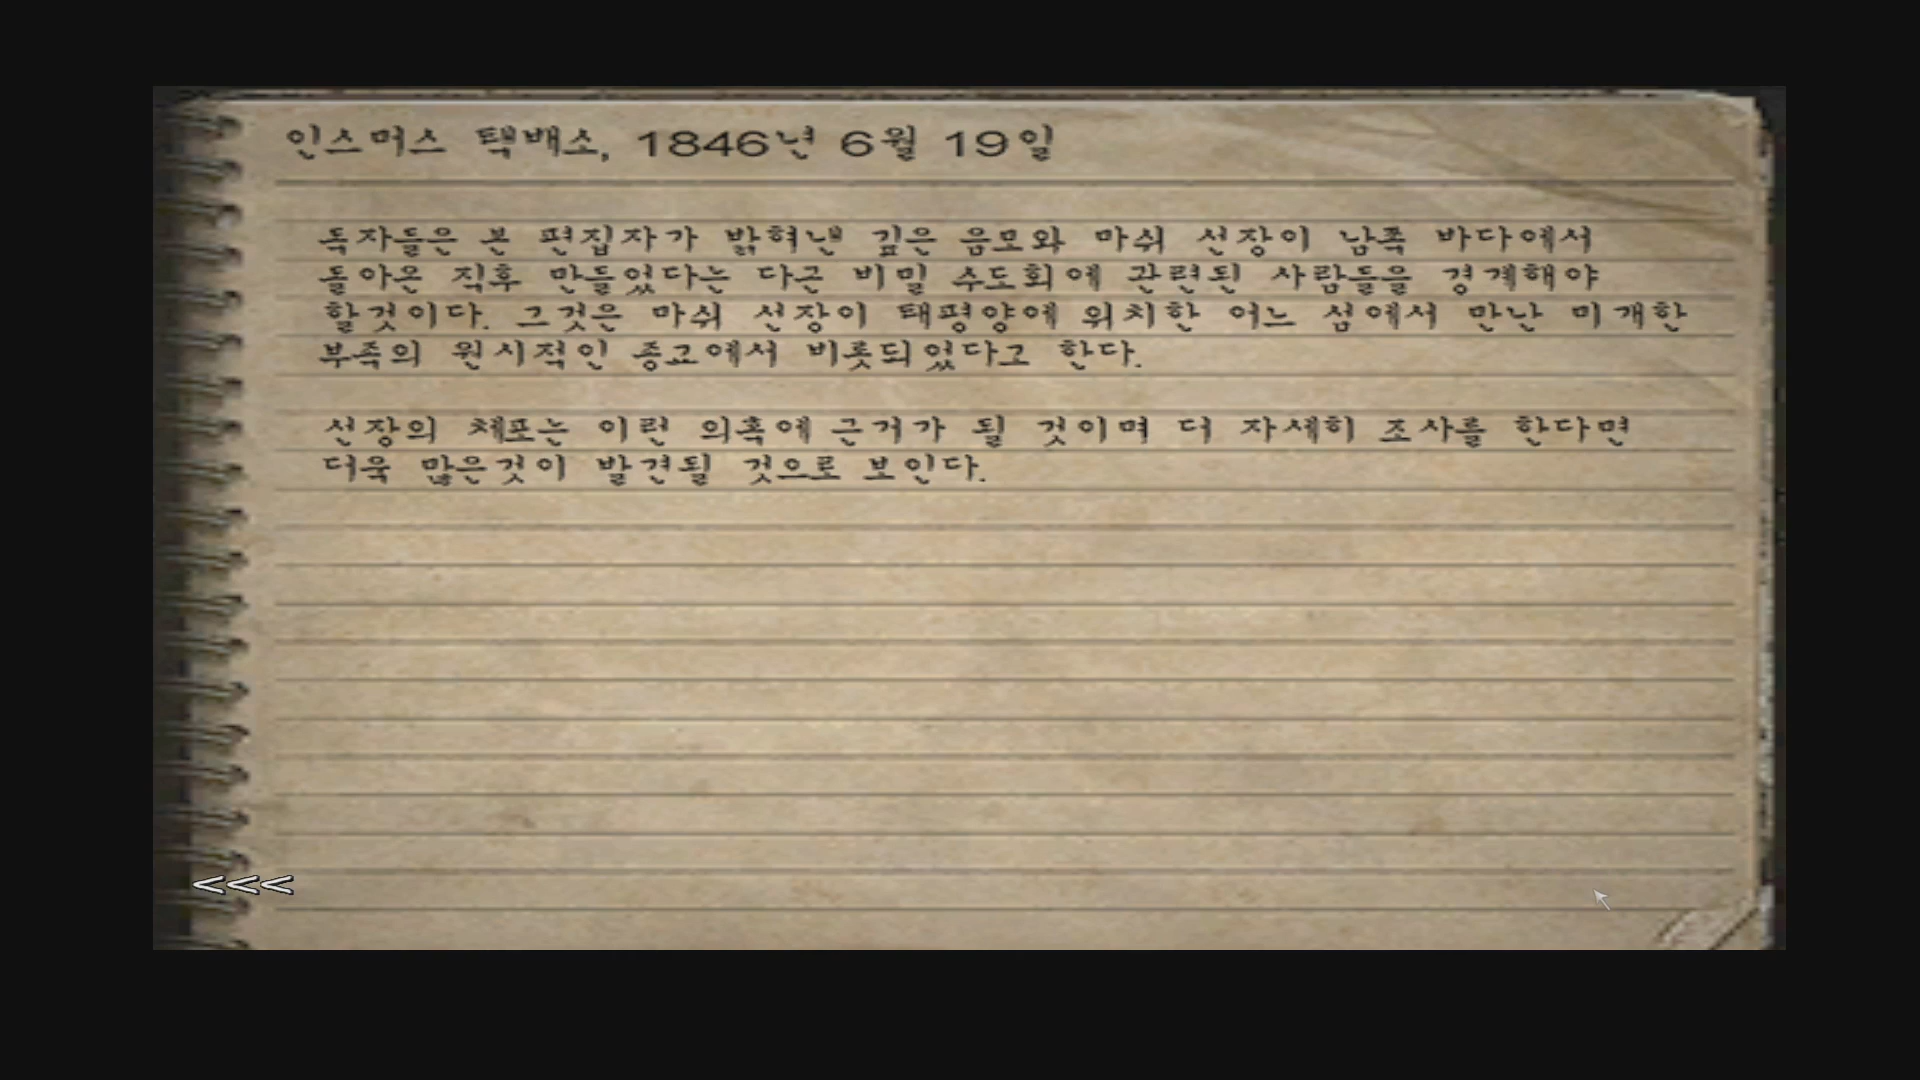 인스머스 택배소, 1846년 6월 19일
독자들은 본 편집자가 밝혀낸 깊은 음모와 마쉬 선장이 남쪽 바다에서
돌아온 직후 만들었다는 다곤 비밀 수도회에 관련된 사람들을 경계해야
할것이다. 그것은 마쉬 선장이 태평양에 위치한 어느 섬에서 만난 미개한
부족의 원시적인 종교에서 비롯되었다고 한다.
선장의 체포는 이런 의혹에 근거가 될 것이며 더 자세히 조사를 한다면
더욱 많은것이 발견될 것으로 보인다.
<<<